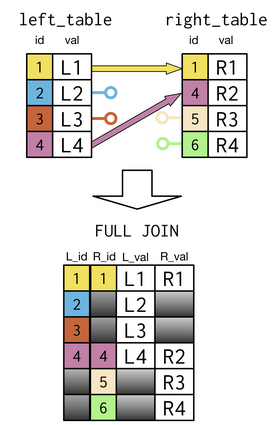 left_table right_table
id val id val
1 L1 1 R1
2 L2 4 R2
3 L3 5 R3
4 L4 6 R4
FULL JOIN
L_id R_id L_val R_val
1 1 L1 R1
2 L2
3 L3
4 4 L4 R2
5 R3
6 R4